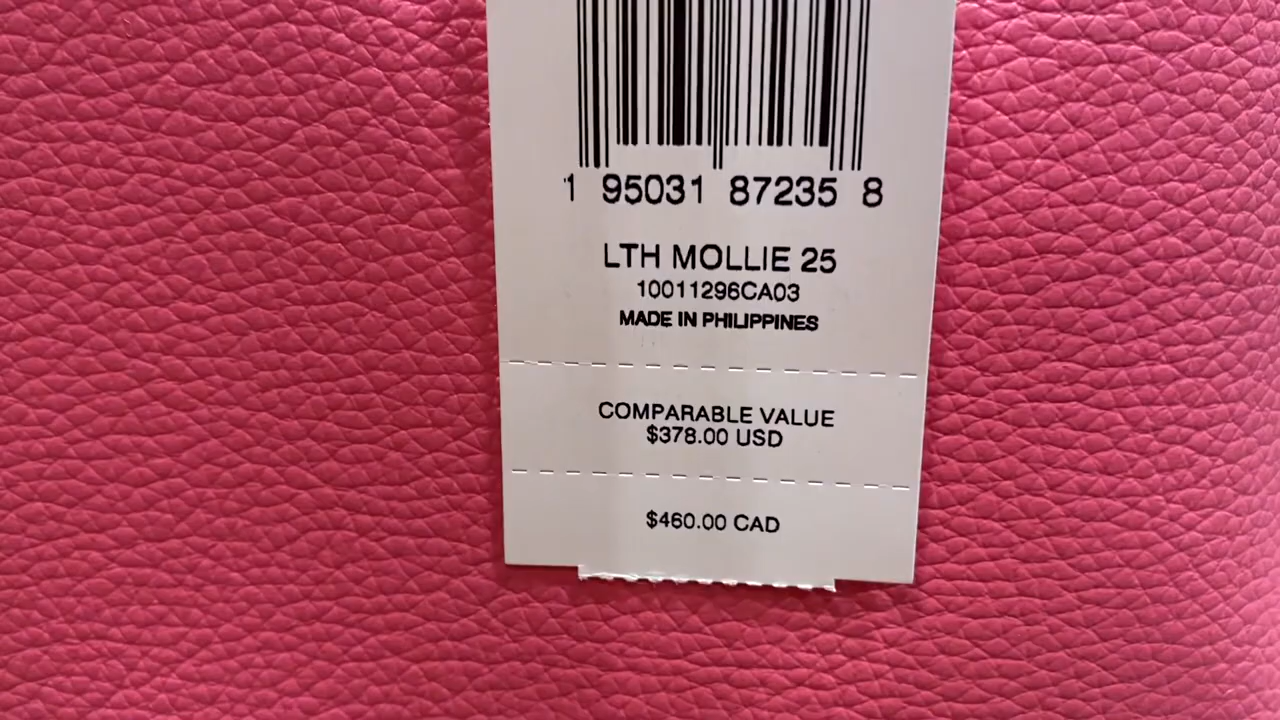 1 95031 87235 8
LTH MOLLIE 25
10011296CA03
MADE IN PHILIPPINES
COMPARABLE VALUE
$378.00 USD
$460.00 CAD